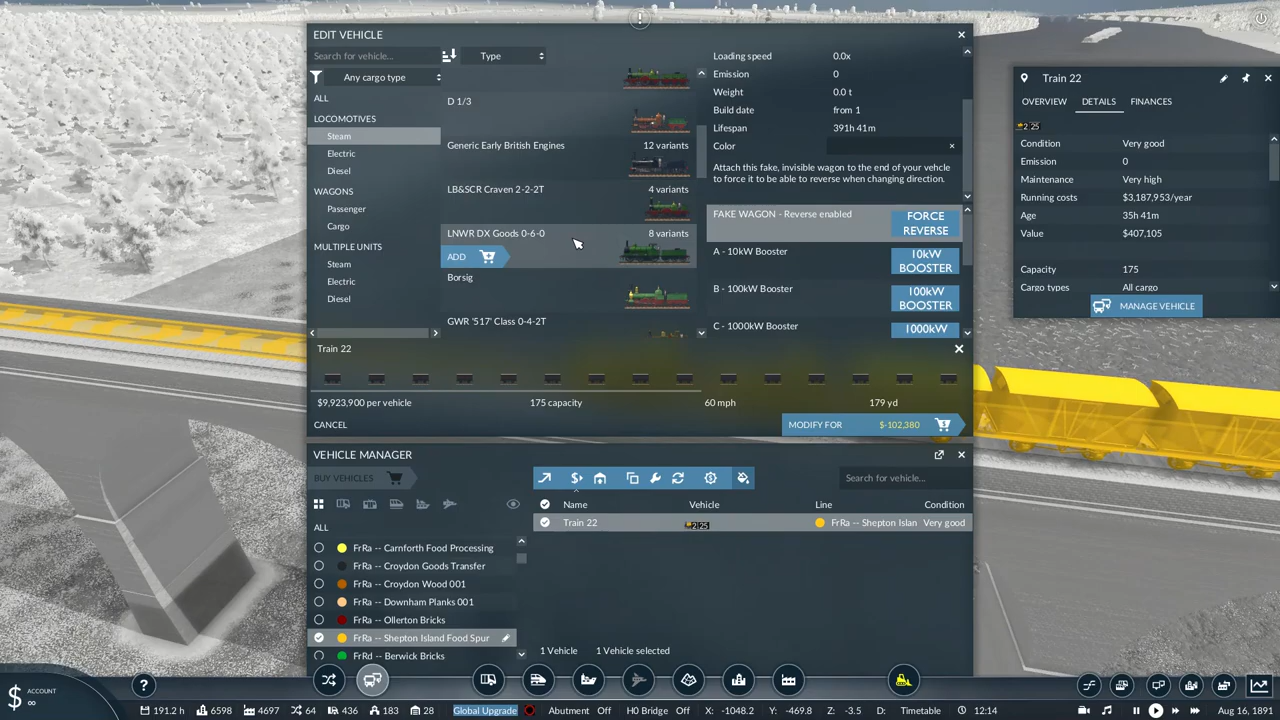 EDIT VEHICLE
Search for vehicle... Type
Any cargo type
ALL
LOCOMOTIVES
Steam
Electric
Diesel
WAGONS
Passenger
Cargo
MULTIPLE UNITS
Steam
Electric
Diesel
D 1/3
Generic Early British Engines 12 variants
LB&SCR Craven 2-2-2T 4 variants
LNWR DX Goods 0-6-0 8 variants
ADD
Borsig
GWR '517' Class 0-4-2T
Loading speed 0.0x
Emission 0
Weight 0.0 t
Build date from 1
Lifespan 391h 41m
Color
Attach this fake, invisible wagon to the end of your vehcle
to force it to be able to reverse when changing direction.
FAKE WAGON - Reverse enabled FORCE
REVERSE
A - 10kW Booster 10kW
BOOSTER
B - 100kW Booster 100kW
BOOSTER
C - 1000kW Booster 1000kW
Train 22
$9,923,900 per vehicle 175 capacity 60 mph 179 yd
CANCEL MODIFY FOR $-102,380
Train 22
OVERVIEW DETAILS FINANCES
Condition Very good
Emission 0
Maintenance Very high
Running costs $3,187,953/year
Age 35h 41m
Value $407,105
Capacity 175
Cargo types All cargo
MANAGE VEHICLE
VEHICLE MANAGER
BUY VEHICLES
Search for vehicle...
ALL
FrRa -- Carnforth Food Processing
FrRa -- Croydon Goods Transfer
FrRa -- Croydon Wood 001
FrRa -- Downham Planks 001
FrRa -- Ollerton Bricks
FrRa -- Shepton Island Food Spur
FrRd -- Berwick Bricks
Name Vehicle Line Condition
Train 22 FrRa -- Shepton Islan Very good
1 Vehicle 1 Vehicle selected
$ ACCOUNT
∞
?
191.2 h 6598 4697 64 436 183 28 Global Upgrade Abutment Off H0 Bridge Off X: -1048.2 Y: -469.8 Z: -3.5 D: Timetable 12:14 Aug 16, 1891